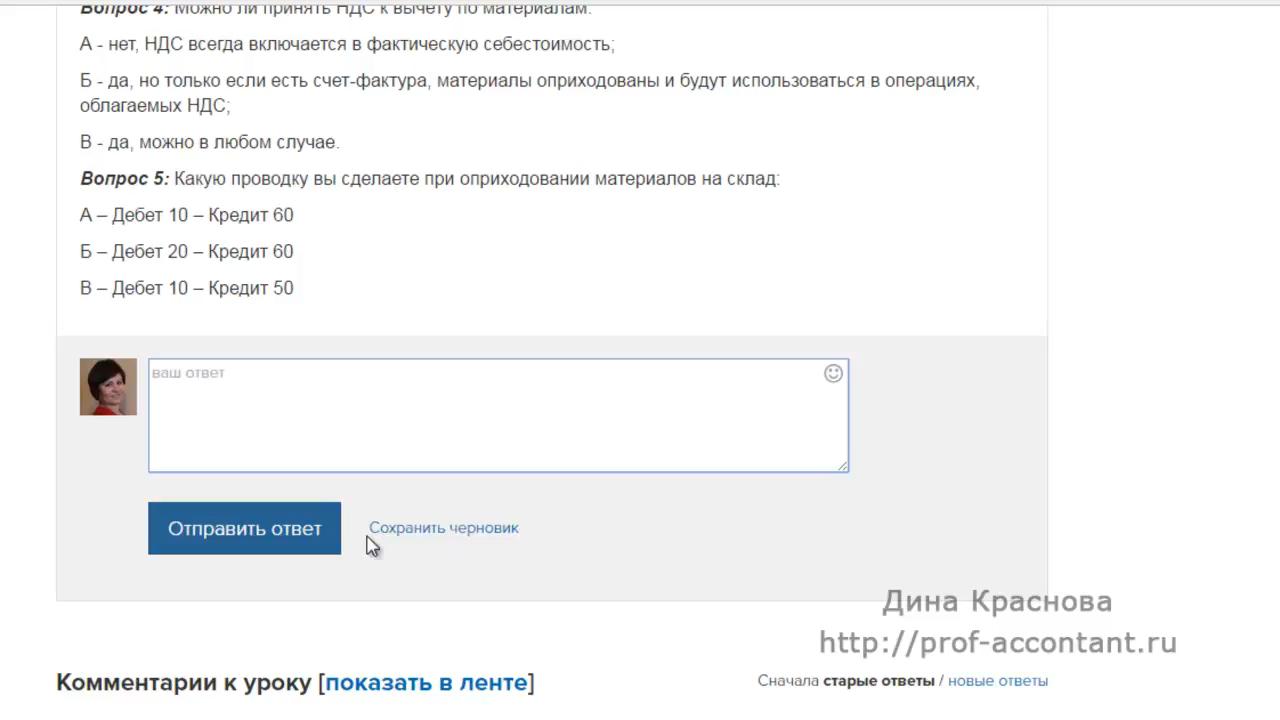 Вопрос 4: Можно ли принять НДС к вычету по материалам:
А - нет, НДС всегда включается в фактическую себестоимость;
Б - да, но только если есть счет-фактура, материалы оприходованы и будут использоваться в операциях,
облагаемых НДС;
В - да, можно в любом случае.
Вопрос 5: Какую проводку вы сделаете при оприходовании материалов на склад:
А – Дебет 10 – Кредит 60
Б – Дебет 20 – Кредит 60
В – Дебет 10 – Кредит 50
ваш ответ
Отправить ответ
Сохранить черновик
Дина Краснова
http://prof-accontant.ru
Комментарии к уроку [показать в ленте]
Сначала старые ответы / новые ответы